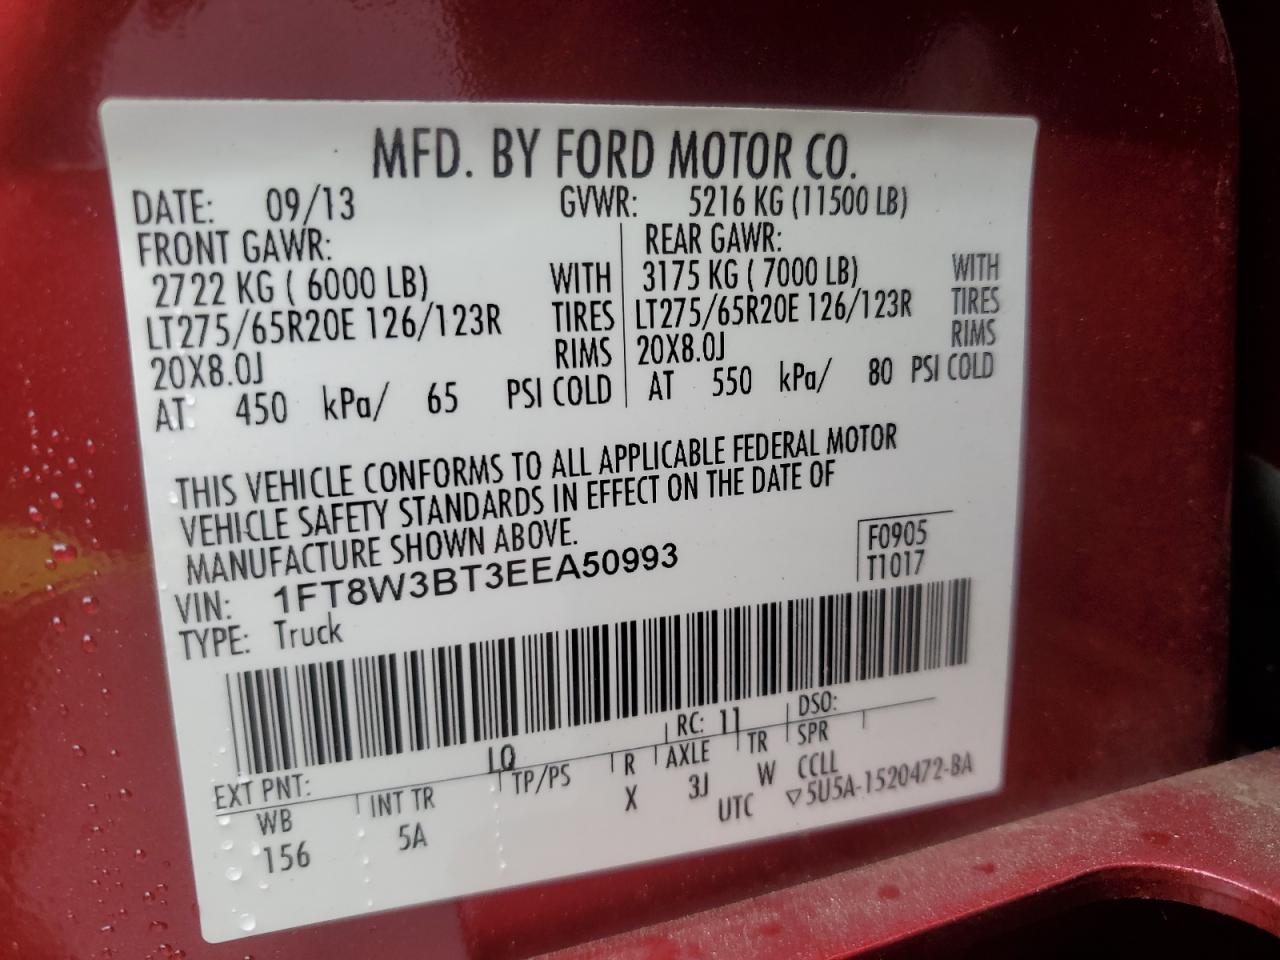 MFD. BY FORD MOTOR CO.
DATE: 09/13 GVWR: 5216 KG (11500 LB)
FRONT GAWR: REAR GAWR:
2722 KG ( 6000 LB) WITH 3175 KG ( 7000 LB) WITH
LT275/65R20E 126/123R TIRES LT275/65R20E 126/123R TIRES
20X8.0J RIMS 20X8.0J RIMS
AT 450 kPa/ 65 PSI COLD AT 550 kPa/ 80 PSI COLD
THIS VEHICLE CONFORMS TO ALL APPLICABLE FEDERAL MOTOR
VEHICLE SAFETY STANDARDS IN EFFECT ON THE DATE OF
MANUFACTURE SHOWN ABOVE.
F0905
T1017
VIN: 1FT8W3BT3EEA50993
TYPE: Truck
EXT PNT: LQ RC: 11 DSO:
WB INT TR TP/PS R AXLE TR SPR
156 5A X 3J W CCLL
UTC ▽5U5A-1520472-BA